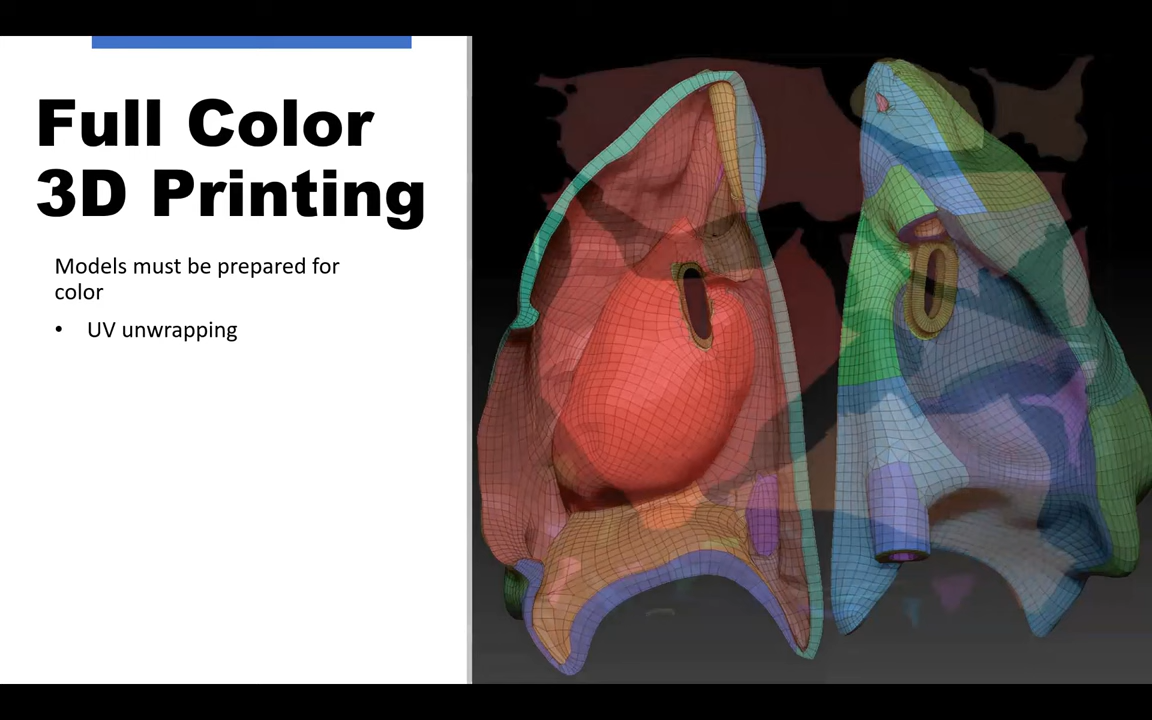 Full Color
3D Printing
Models must be prepared for
color
• UV unwrapping